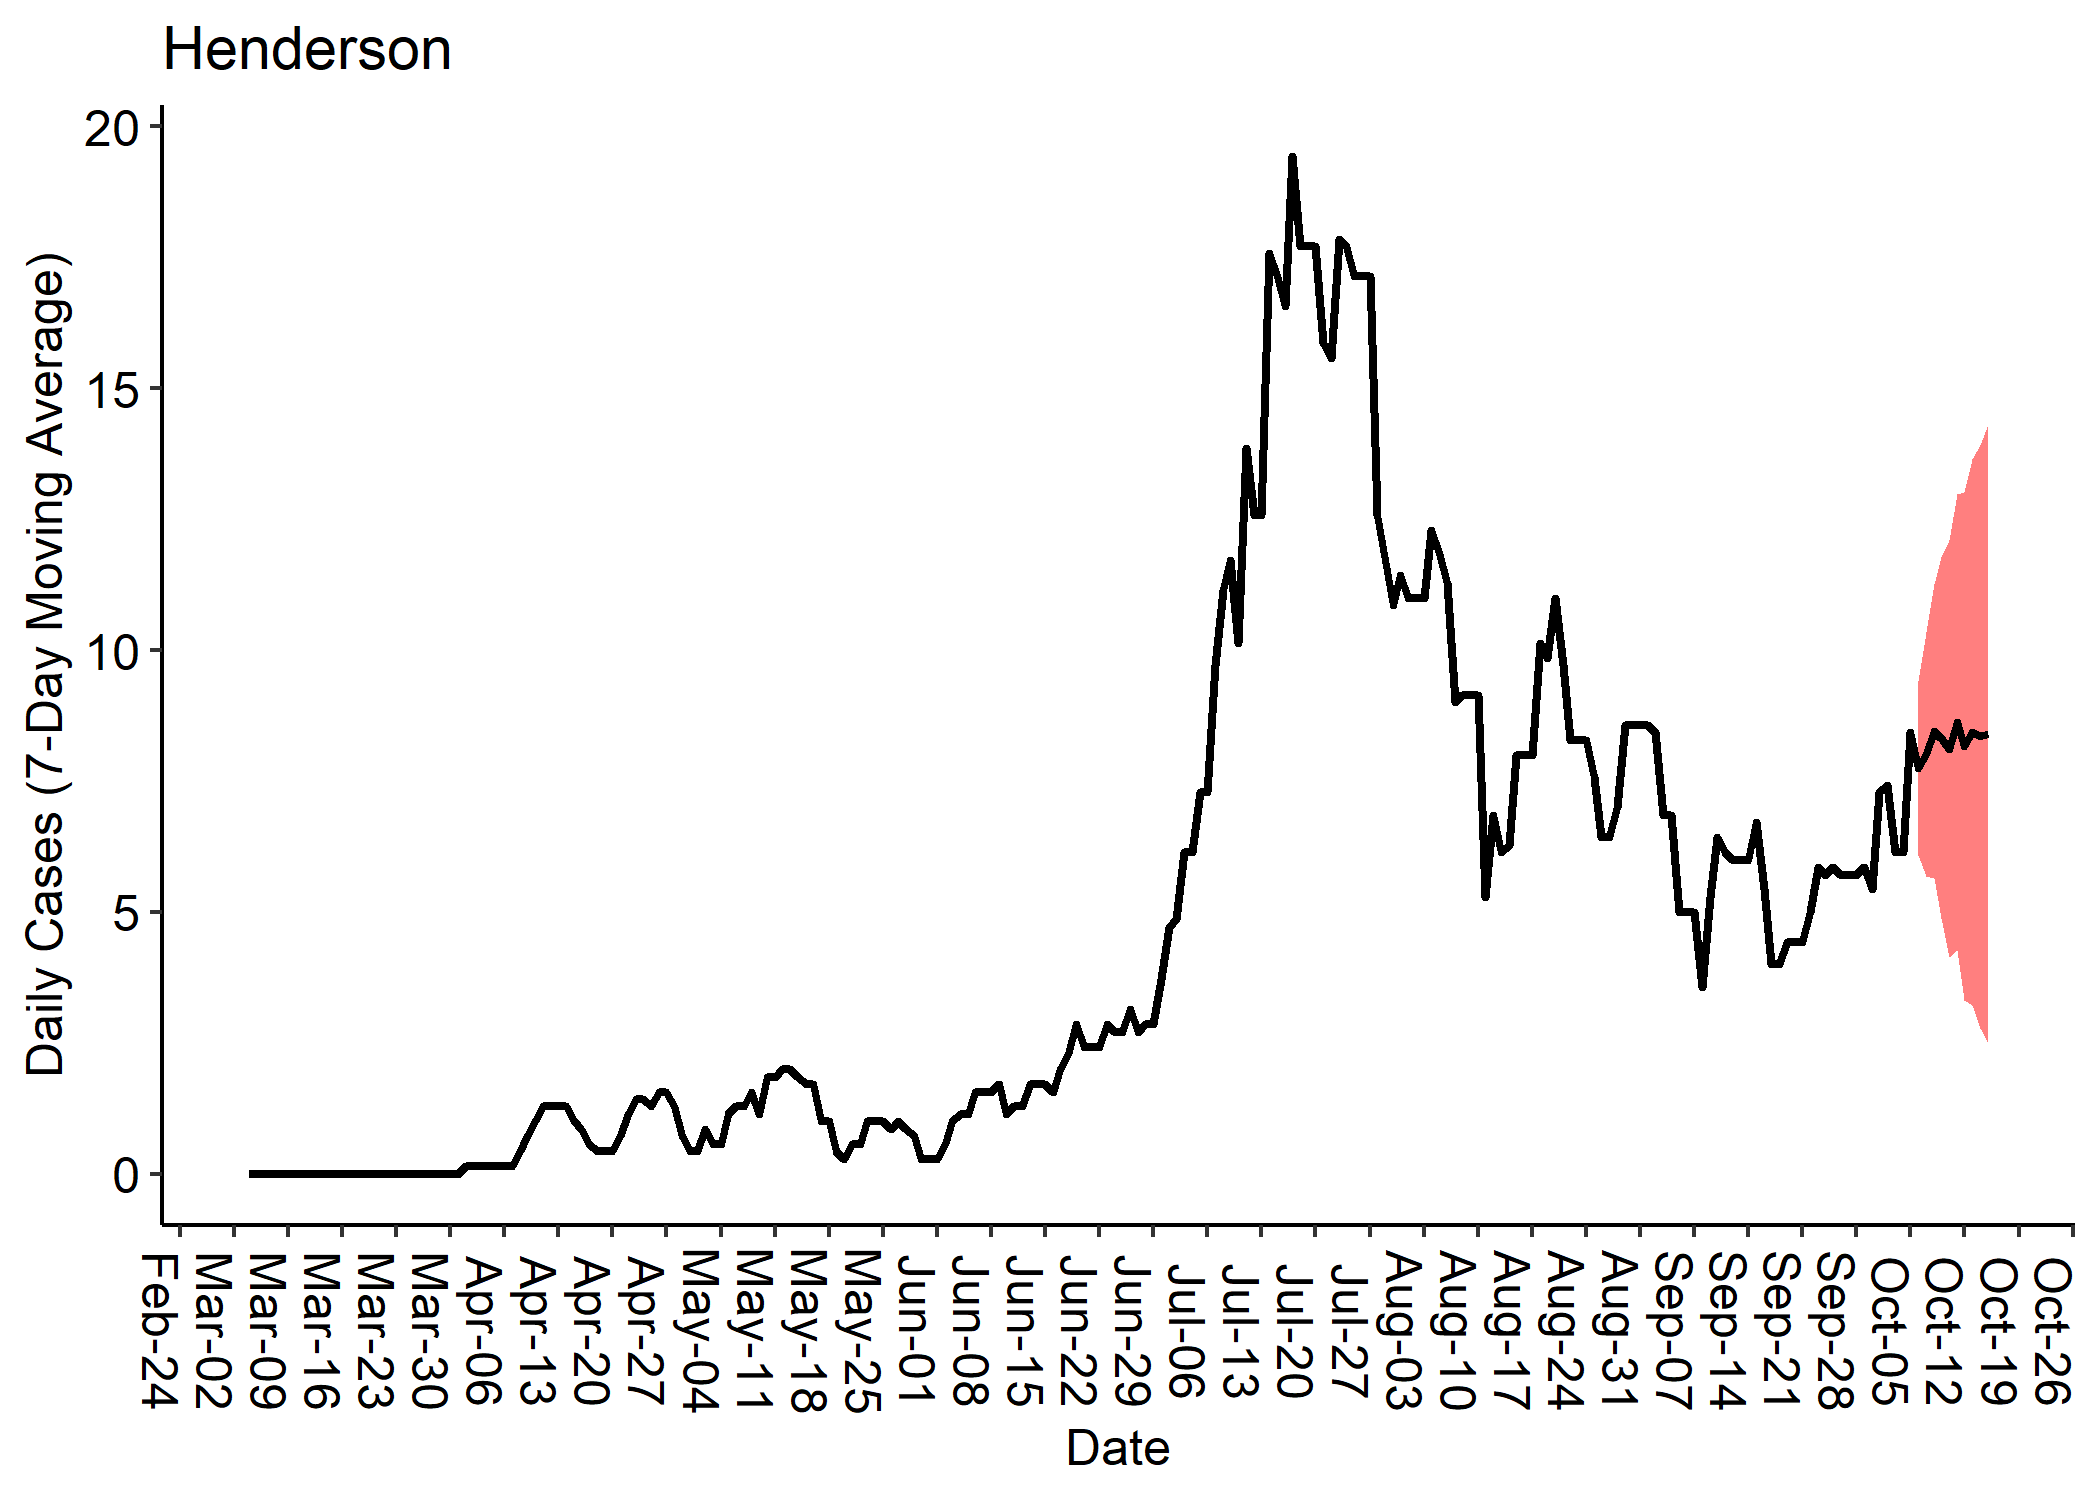 Henderson
Daily Cases (7-Day Moving Average)
20
15
10
5
0
Feb-24
Mar-02
Mar-09
Mar-16
Mar-23
Mar-30
Apr-06
Apr-13
Apr-20
Apr-27
May-04
May-11
May-18
May-25
Jun-01
Jun-08
Jun-15
Jun-22
Jun-29
Jul-06
Jul-13
Jul-20
Jul-27
Aug-03
Aug-10
Aug-17
Aug-24
Aug-31
Sep-07
Sep-14
Sep-21
Sep-28
Oct-05
Oct-12
Oct-19
Oct-26
Date